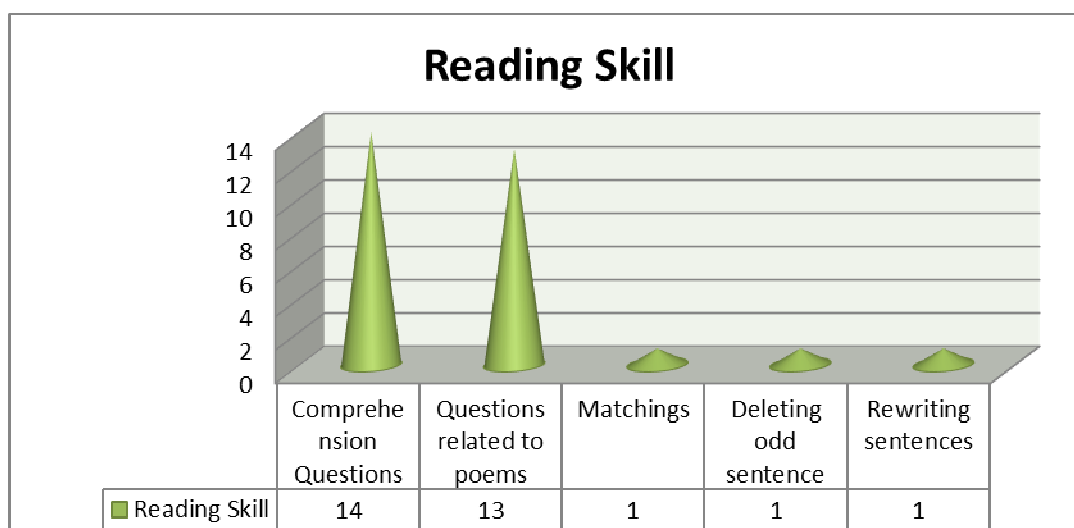 Reading Skill
14
12
10
8
6
4
2
0
Comprehe
nsion
Questions
Questions
related to
poems
Matchings
Deleting
odd
sentence
Rewriting
sentences
Reading Skill 14 13 1 1 1